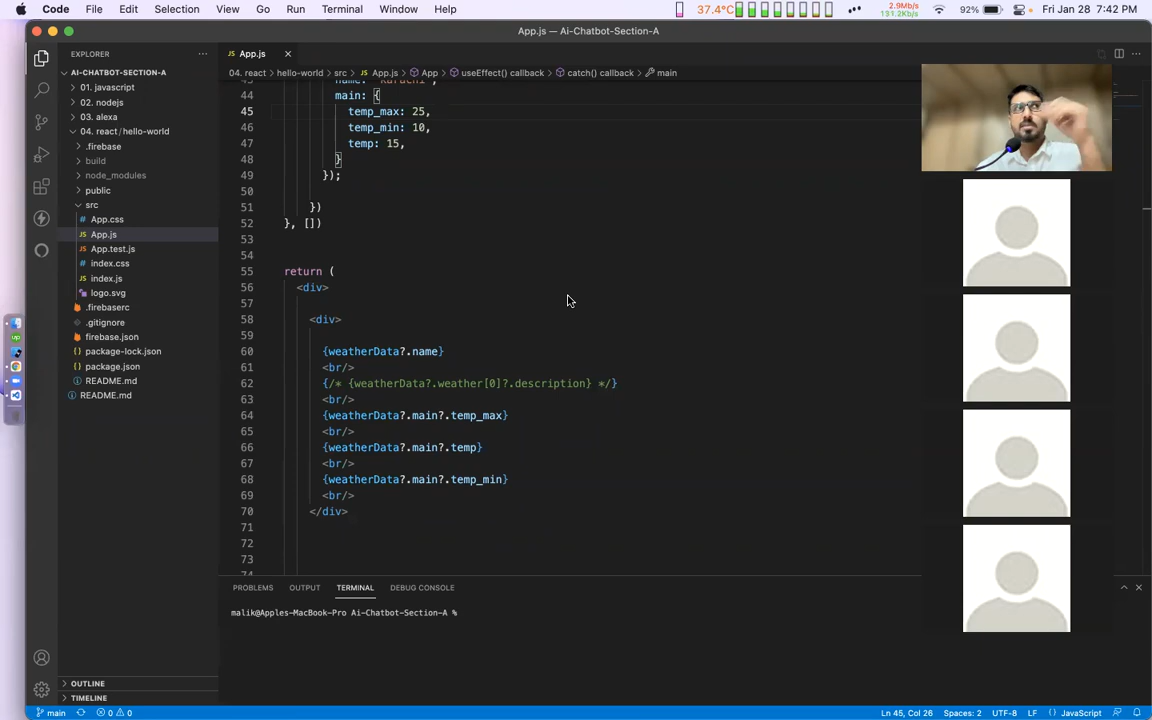 Code File Edit Selection View Go Run Terminal Window Help 37.4°C 2.9Mb/s 131.2Kb/s 92% Fri Jan 28 7:42 PM
App.js — Ai-Chatbot-Section-A
EXPLORER
App.js
AI-CHATBOT-SECTION-A
04. react > hello-world > src > App.js > App > useEffect() callback > catch() callback > main
01. javascript
02. nodejs
03. alexa
04. react / hello-world
.firebase
build
node_modules
public
src
App.css
App.js
App.test.js
index.css
index.js
logo.svg
.firebaserc
.gitignore
firebase.json
package-lock.json
package.json
README.md
README.md
OUTLINE
TIMELINE
44 main: {
45 temp_max: 25,
46 temp_min: 10,
47 temp: 15,
48 }
49 });
50
51 })
52 }, [])
53
54
55 return (
56 <div>
57
58 <div>
59
60 {weatherData?.name}
61 <br/>
62 {/* {weatherData?.weather[0]?.description} */}
63 <br/>
64 {weatherData?.main?.temp_max}
65 <br/>
66 {weatherData?.main?.temp}
67 <br/>
68 {weatherData?.main?.temp_min}
69 <br/>
70 </div>
71
72
73
PROBLEMS OUTPUT TERMINAL DEBUG CONSOLE
malik@Apples-MacBook-Pro Ai-Chatbot-Section-A %
main 0 0 Ln 45, Col 26 Spaces: 2 UTF-8 LF JavaScript